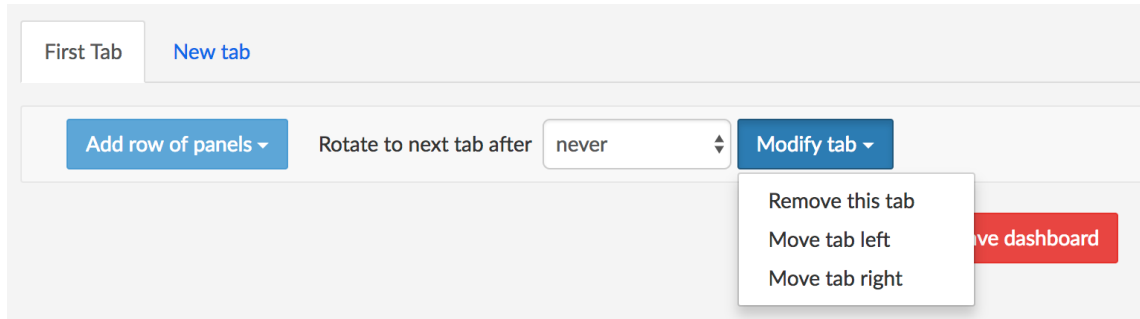 First Tab New tab
Add row of panels Rotate to next tab after never Modify tab
Remove this tab
Move tab left
ve dashboard
Move tab right